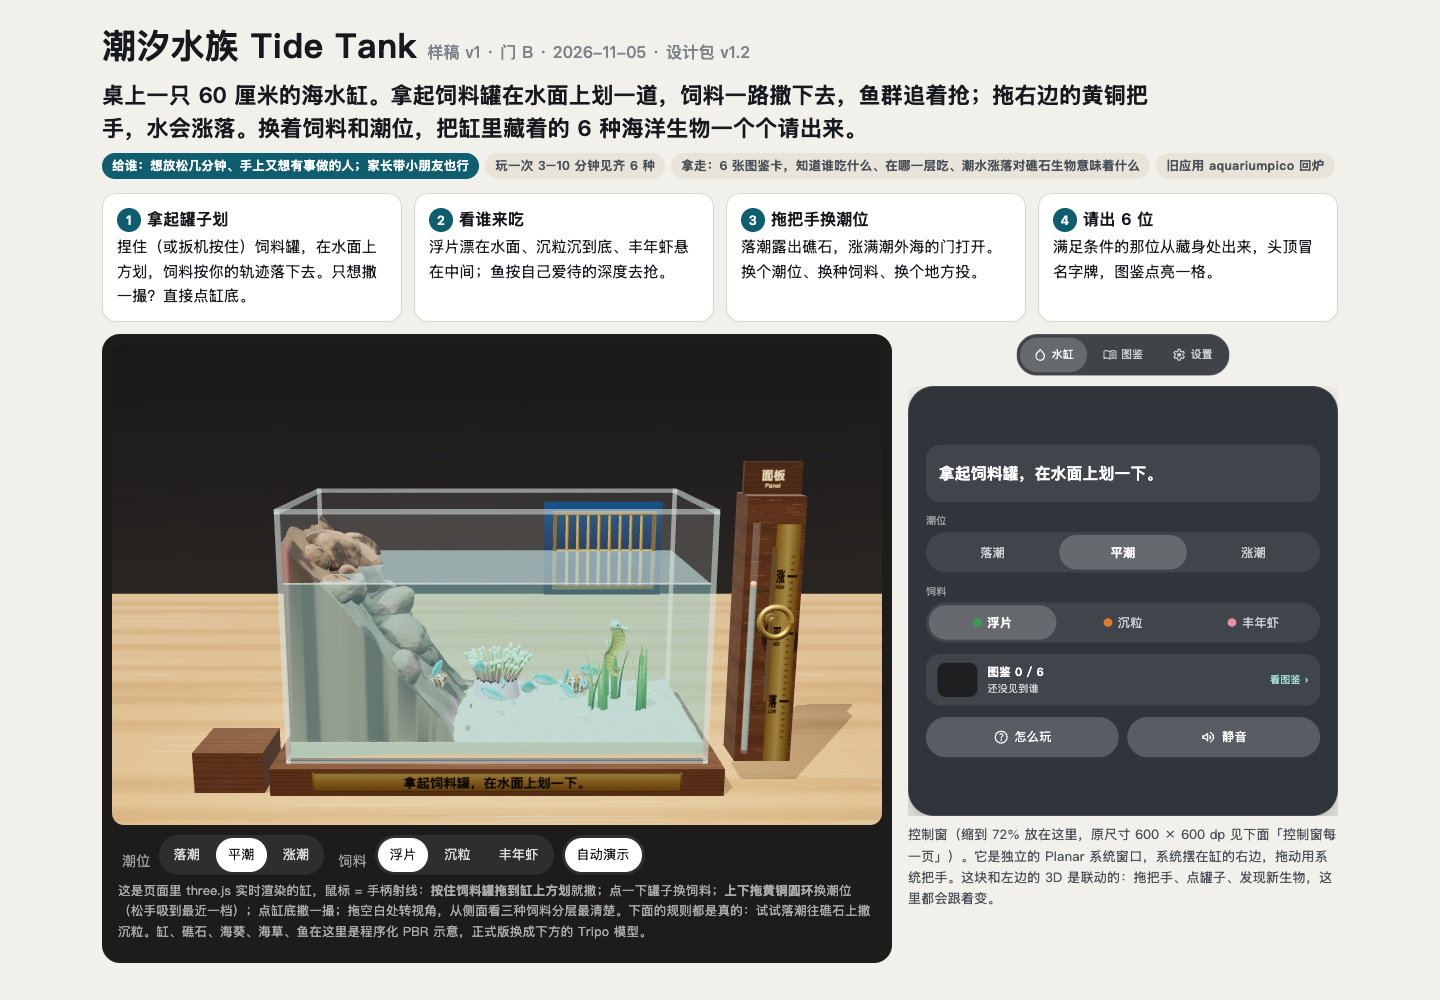 潮汐水族 Tide Tank 样稿 v1 · 门 B · 2026–11–05 · 设计包 v1.2
桌上一只 60 厘米的海水缸。拿起饲料罐在水面上划一道，饲料一路撒下去，鱼群追着抢；拖右边的黄铜把
手，水会涨落。换着饲料和潮位，把缸里藏着的 6 种海洋生物一个个请出来。
给谁：想放松几分钟、手上又想有事做的人；家长带小朋友也行
玩一次 3–10 分钟见齐 6 种
拿走：6 张图鉴卡，知道谁吃什么、在哪一层吃、潮水涨落对礁石生物意味着什么
旧应用 aquariumpico 回炉
1 拿起罐子划
捏住（或扳机按住）饲料罐，在水面上
方划，饲料按你的轨迹落下去。只想撒
一撮？直接点缸底。
2 看谁来吃
浮片漂在水面、沉粒沉到底、丰年虾悬
在中间；鱼按自己爱待的深度去抢。
3 拖把手换潮位
落潮露出礁石，涨满潮外海的门打开。
换个潮位、换种饲料、换个地方投。
4 请出 6 位
满足条件的那位从藏身处出来，头顶冒
名字牌，图鉴点亮一格。
面板
Panel
涨
平
落
拿起饲料罐，在水面上划一下。
潮位 落潮 平潮 涨潮 饲料 浮片 沉粒 丰年虾 自动演示
这是页面里 three.js 实时渲染的缸，鼠标 = 手柄射线：按住饲料罐拖到缸上方划就撒；点一下罐子换饲料；上下拖黄铜圆环换潮位
（松手吸到最近一档）；点缸底撒一撮；拖空白处转视角，从侧面看三种饲料分层最清楚。下面的规则都是真的：试试落潮往礁石上撒
沉粒。缸、礁石、海葵、海草、鱼在这里是程序化 PBR 示意，正式版换成下方的 Tripo 模型。
水缸 图鉴 设置
拿起饲料罐，在水面上划一下。
潮位
落潮 平潮 涨潮
饲料
浮片 沉粒 丰年虾
图鉴 0 / 6
还没见到谁
看图鉴 ›
怎么玩 静音
控制窗（缩到 72% 放在这里，原尺寸 600 × 600 dp 见下面「控制窗每
一页」）。它是独立的 Planar 系统窗口，系统摆在缸的右边，拖动用系
统把手。这块和左边的 3D 是联动的：拖把手、点罐子、发现新生物，这
里都会跟着变。